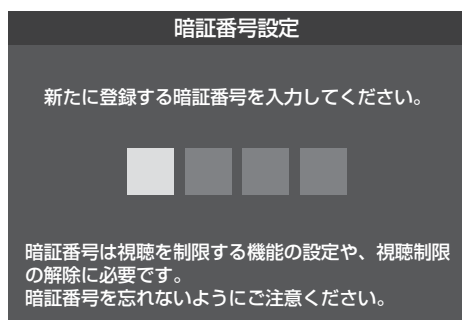 暗証番号設定
新たに登録する暗証番号を入力してください。
暗証番号は視聴を制限する機能の設定や、視聴制限
の解除に必要です。
暗証番号を忘れないようにご注意ください。